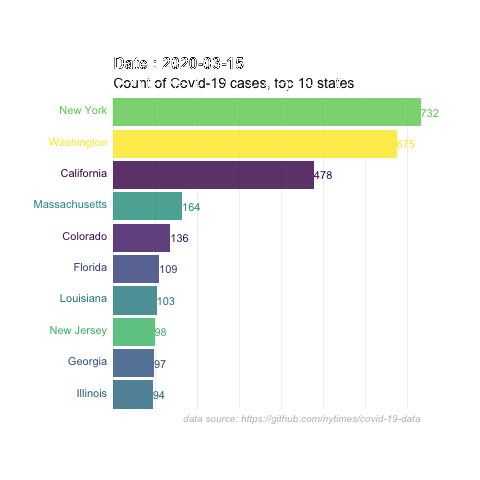 Date : 2020-03-15
Count of Covid-19 cases, top 10 states
New York 732
Washington 675
California 478
Massachusetts 164
Colorado 136
Florida 109
Louisiana 103
New Jersey 98
Georgia 97
Illinois 94
data source: https://github.com/nytimes/covid-19-data